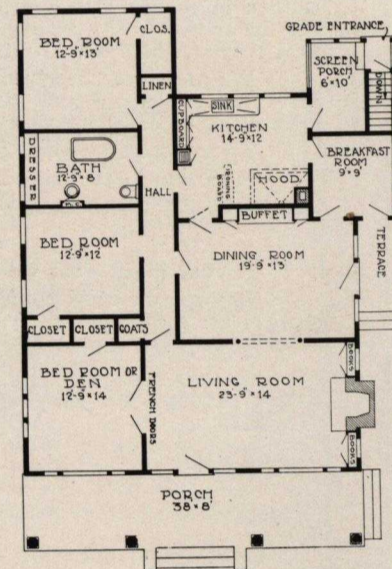 BED ROOM
12-9×13'
CLOS.
LINEN
GRADE ENTRANCE
SCREEN
PORCH
6'×10'
DOWN
CUPBOARD
SINK
KITCHEN
14-9×12
BREAKFAST
ROOM
9'×9'
IRONING
BOARD
HOOD
BUFFET
DRESSER
BATH
12-9×8
HALL
BED ROOM
12-9×12
DINING ROOM
19-9×13
TERRACE
CLOSET
CLOSET
COATS
BED ROOM OR
DEN
12-9×14
FRENCH DOORS
LIVING ROOM
23-9×14
BOOKS
BOOKS
PORCH
38'×8'